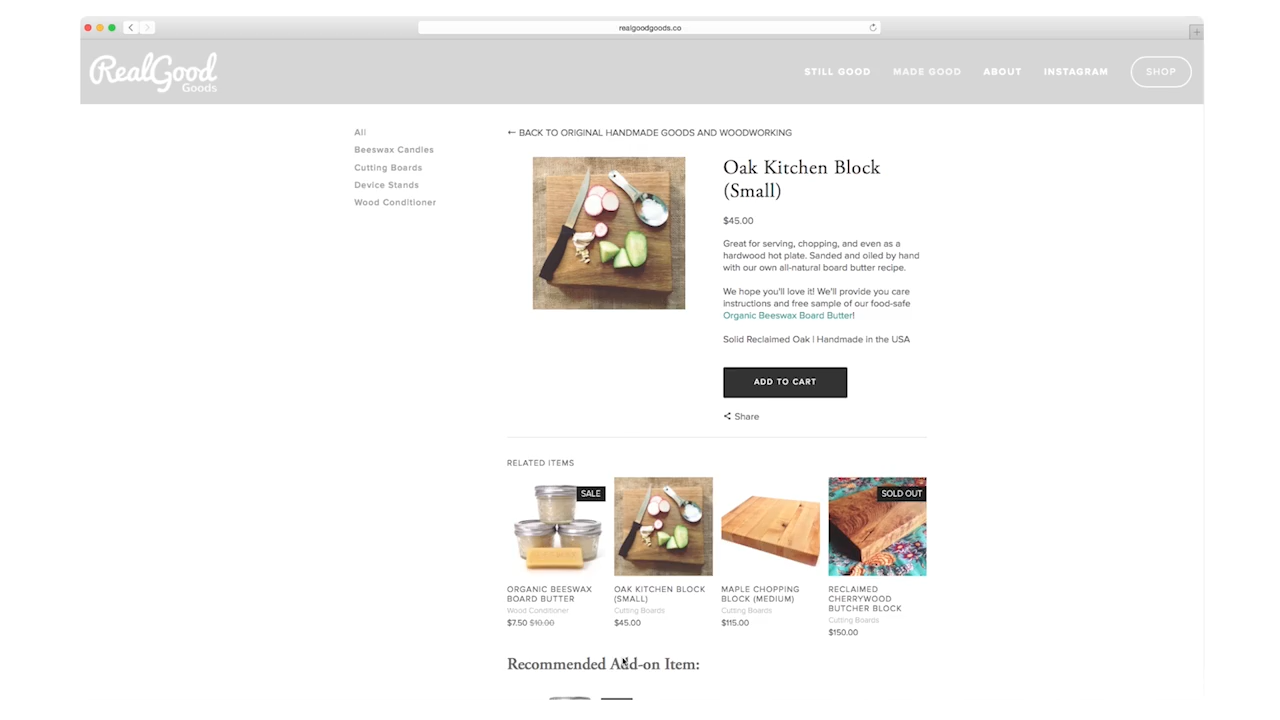 realgoodgoods.co
RealGood
Goods
STILL GOOD
MADE GOOD
ABOUT
INSTAGRAM
SHOP
All
Beeswax Candles
Cutting Boards
Device Stands
Wood Conditioner
← BACK TO ORIGINAL HANDMADE GOODS AND WOODWORKING
Oak Kitchen Block
(Small)
$45.00
Great for serving, chopping, and even as a
hardwood hot plate. Sanded and oiled by hand
with our own all-natural board butter recipe.
We hope you'll love it! We'll provide you care
instructions and free sample of our food-safe
Organic Beeswax Board Butter!
Solid Reclaimed Oak | Handmade in the USA
ADD TO CART
Share
RELATED ITEMS
SALE
ORGANIC BEESWAX
BOARD BUTTER
Wood Conditioner
$7.50 $10.00
OAK KITCHEN BLOCK
(SMALL)
Cutting Boards
$45.00
MAPLE CHOPPING
BLOCK (MEDIUM)
Cutting Boards
$115.00
SOLD OUT
RECLAIMED
CHERRYWOOD
BUTCHER BLOCK
Cutting Boards
$150.00
Recommended Add-on Item: